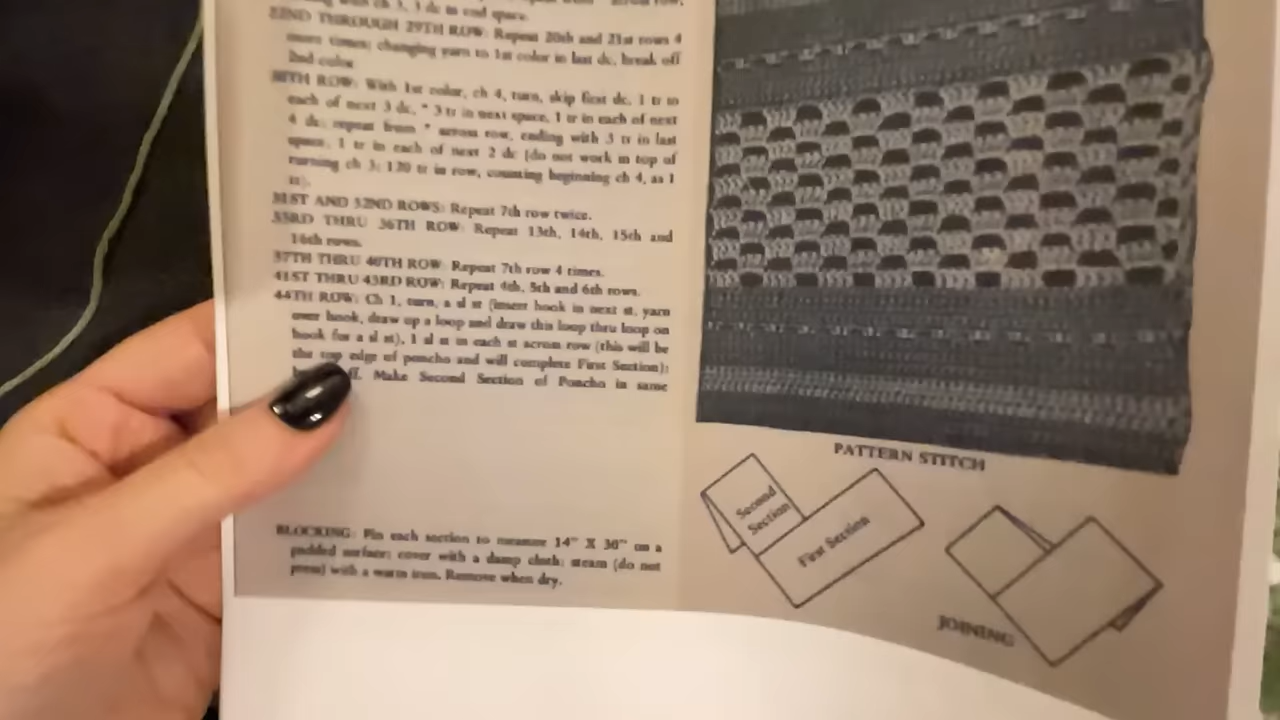 ch 3, 3 dc in end space.
22ND THROUGH 29TH ROW: Repeat 20th and 21st rows 4
more times; changing yarn to 1st color in last dc, break off
2nd color
30TH ROW: With 1st color, ch 4, turn, skip first dc, 1 tr in
each of next 3 dc, * 3 tr in next space, 1 tr in each of next
4 dc; repeat from * across row, ending with 3 tr in last
space, 1 tr in each of next 2 dc (do not work in top of
turning ch 3; 120 tr in row, counting beginning ch 4, as 1
tr).
31ST AND 32ND ROWS: Repeat 7th row twice.
33RD THRU 36TH ROW: Repeat 13th, 14th, 15th and
16th rows.
37TH THRU 40TH ROW: Repeat 7th row 4 times.
41ST THRU 43RD ROW: Repeat 4th, 5th and 6th rows.
44TH ROW: Ch 1, turn, a sl st (insert hook in next st, yarn
over hook, draw up a loop and draw this loop thru loop on
hook for a sl st), 1 sl st in each st across row (this will be
the top edge of poncho and will complete First Section);
ff. Make Second Section of Poncho in same
BLOCKING: Pin each section to measure 14" X 30" on a
padded surface; cover with a damp cloth; steam (do not
press) with a warm iron. Remove when dry.
PATTERN STITCH
Second
Section
First Section
JOINING